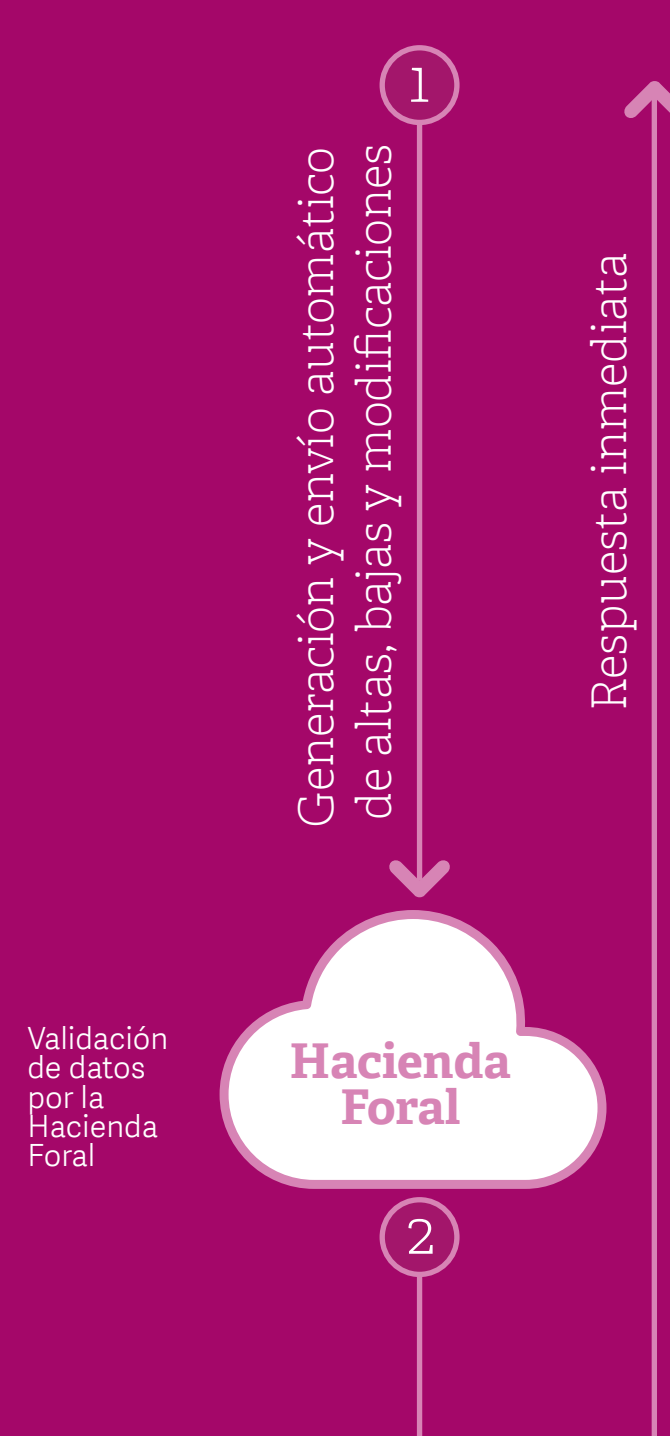 1
Generación y envío automático
de altas, bajas y modificaciones
Respuesta inmediata
Validación
de datos
por la
Hacienda
Foral
Hacienda
Foral
2